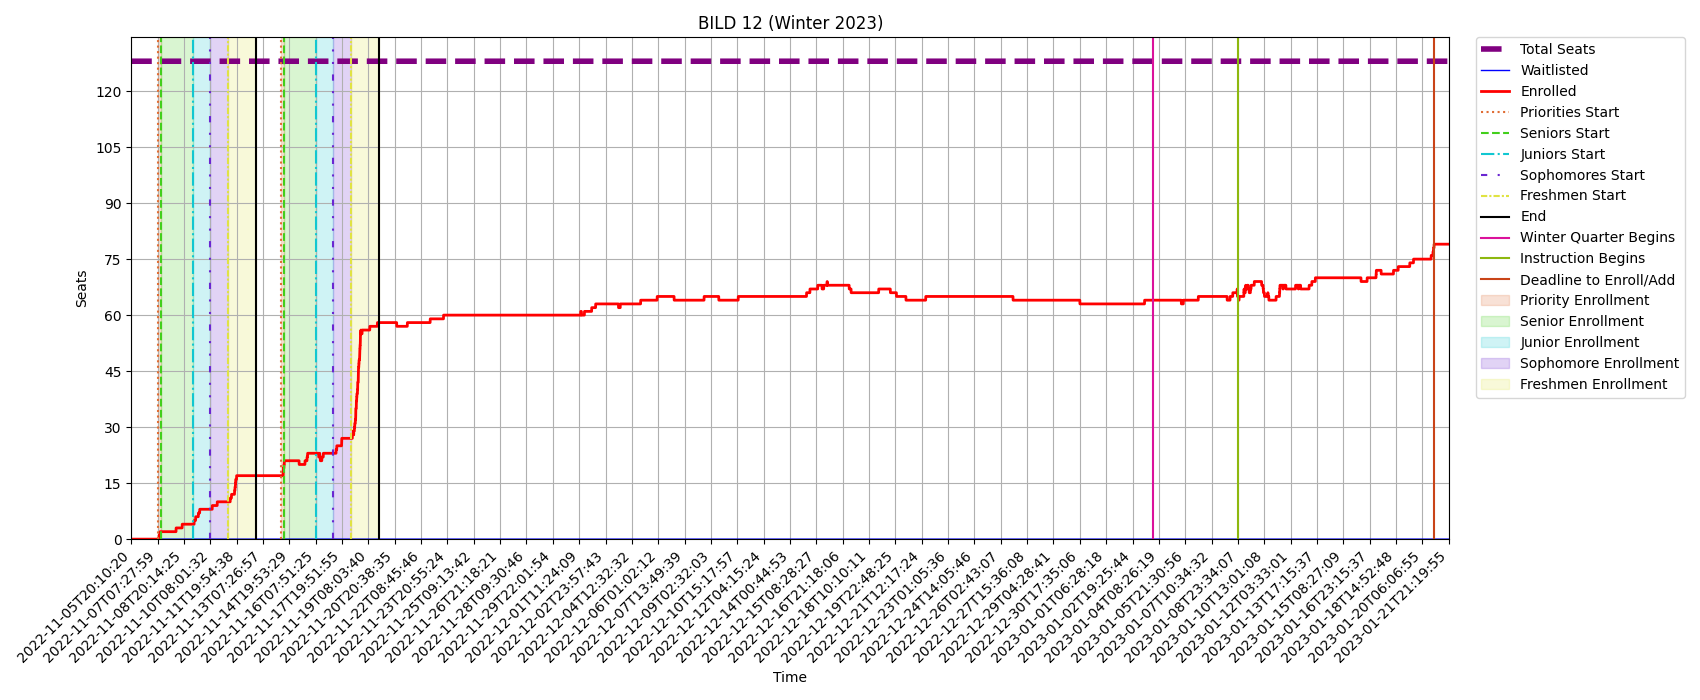 BILD 12 (Winter 2023)
Total Seats
Waitlisted
Enrolled
Priorities Start
Seniors Start
Juniors Start
Sophomores Start
Freshmen Start
End
Winter Quarter Begins
Instruction Begins
Deadline to Enroll/Add
Priority Enrollment
Senior Enrollment
Junior Enrollment
Sophomore Enrollment
Freshmen Enrollment
Seats
120
105
90
75
60
45
30
15
0
2022-11-05T20:10:20
2022-11-07T07:27:59
2022-11-08T20:14:25
2022-11-10T08:01:32
2022-11-11T19:54:38
2022-11-13T07:26:57
2022-11-14T19:53:29
2022-11-16T07:51:25
2022-11-17T19:51:55
2022-11-19T08:03:40
2022-11-20T20:38:35
2022-11-22T08:45:46
2022-11-23T20:55:24
2022-11-25T09:13:42
2022-11-26T21:18:21
2022-11-28T09:30:46
2022-11-29T22:01:54
2022-12-01T11:24:09
2022-12-02T23:57:43
2022-12-04T12:32:32
2022-12-06T01:02:12
2022-12-07T13:49:39
2022-12-09T02:32:03
2022-12-10T15:17:57
2022-12-12T04:15:24
2022-12-14T00:44:53
2022-12-15T08:28:27
2022-12-16T21:18:06
2022-12-18T10:10:11
2022-12-19T22:48:25
2022-12-21T12:17:24
2022-12-23T01:05:36
2022-12-24T14:05:46
2022-12-26T02:43:07
2022-12-27T15:36:08
2022-12-29T04:28:41
2022-12-30T17:35:06
2023-01-01T06:28:18
2023-01-02T19:25:44
2023-01-04T08:26:19
2023-01-05T21:30:56
2023-01-07T10:34:32
2023-01-08T23:34:07
2023-01-10T13:01:08
2023-01-12T03:33:01
2023-01-13T17:15:37
2023-01-15T08:27:09
2023-01-16T23:15:37
2023-01-18T14:52:48
2023-01-20T06:06:55
2023-01-21T21:19:55
Time